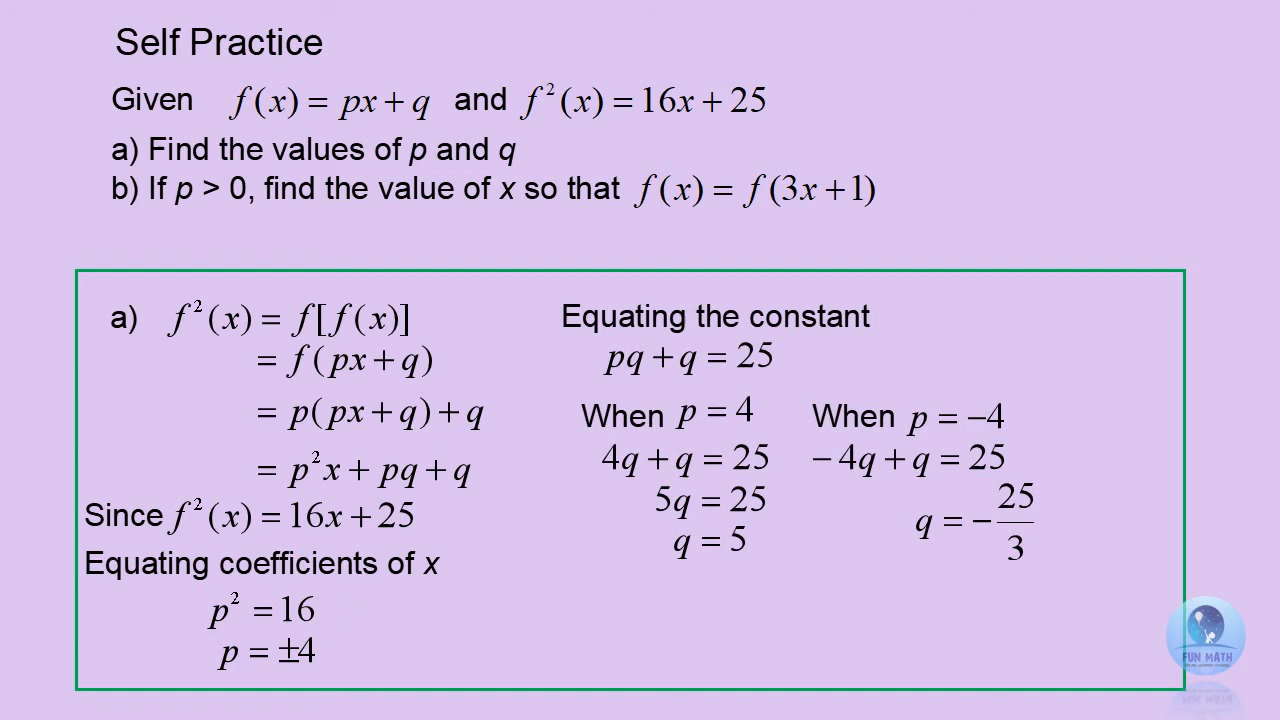 Self Practice
Given f(x) = px + q and f²(x) = 16x + 25
a) Find the values of p and q
b) If p > 0, find the value of x so that f(x) = f(3x + 1)
a) f²(x) = f[f(x)]
= f(px + q)
= p(px + q) + q
= p²x + pq + q
Since f²(x) = 16x + 25
Equating coefficients of x
p² = 16
p = ±4
Equating the constant
pq + q = 25
When p = 4
4q + q = 25
5q = 25
q = 5
When p = −4
−4q + q = 25
q = −25/3
FUN MATH